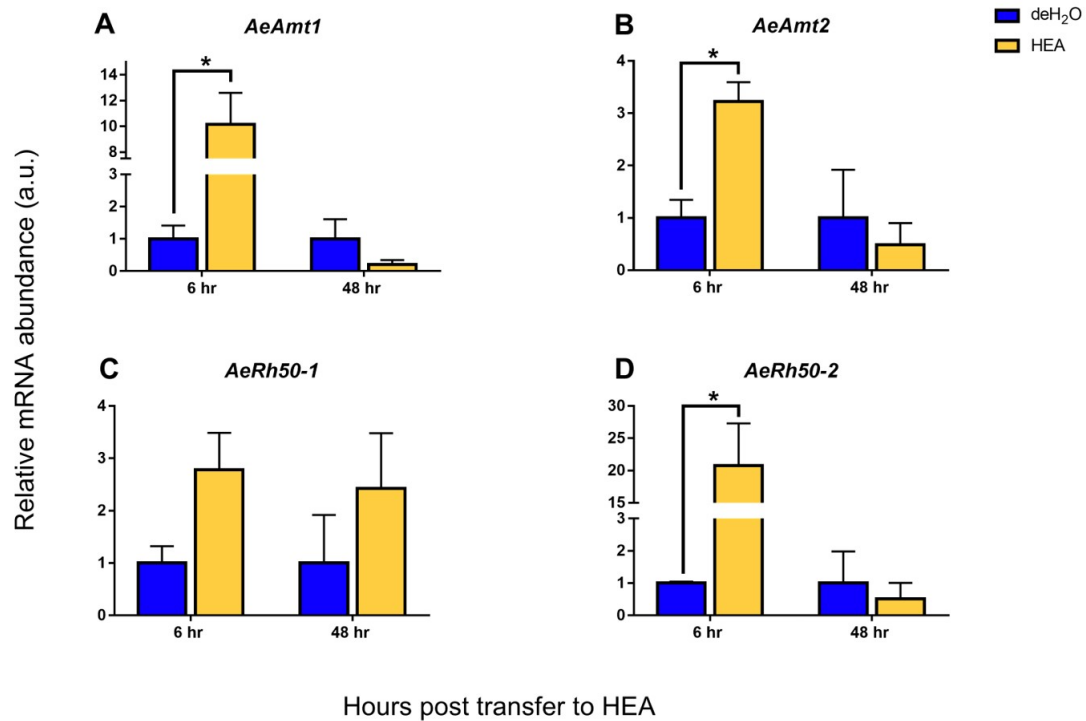 deH₂O
HEA
Relative mRNA abundance (a.u.)
A
AeAmt1
*
14
12
10
8
3
2
1
0
6 hr
48 hr
B
AeAmt2
*
4
3
2
1
0
6 hr
48 hr
C
AeRh50-1
4
3
2
1
0
6 hr
48 hr
D
AeRh50-2
*
30
25
20
15
3
2
1
0
6 hr
48 hr
Hours post transfer to HEA